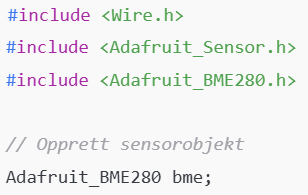 #include <Wire.h>
#include <Adafruit_Sensor.h>
#include <Adafruit_BME280.h>
// Opprett sensorobjekt
Adafruit_BME280 bme;